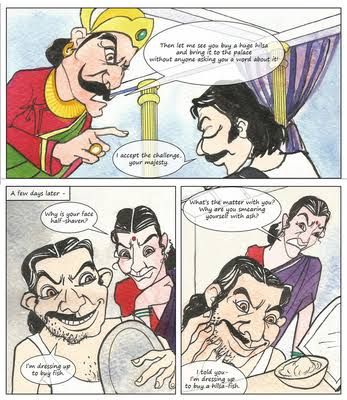 Then let me see you buy a huge hilsa
and bring it to the palace
without anyone asking you a word about it!
I accept the challenge,
your majesty.
A few days later -
Why is your face
half-shaven?
I'm dressing up
to buy fish.
What's the matter with you?
Why are you smearing
yourself with ash?
I told you-
I'm dressing up
to buy a hilsa-fish.